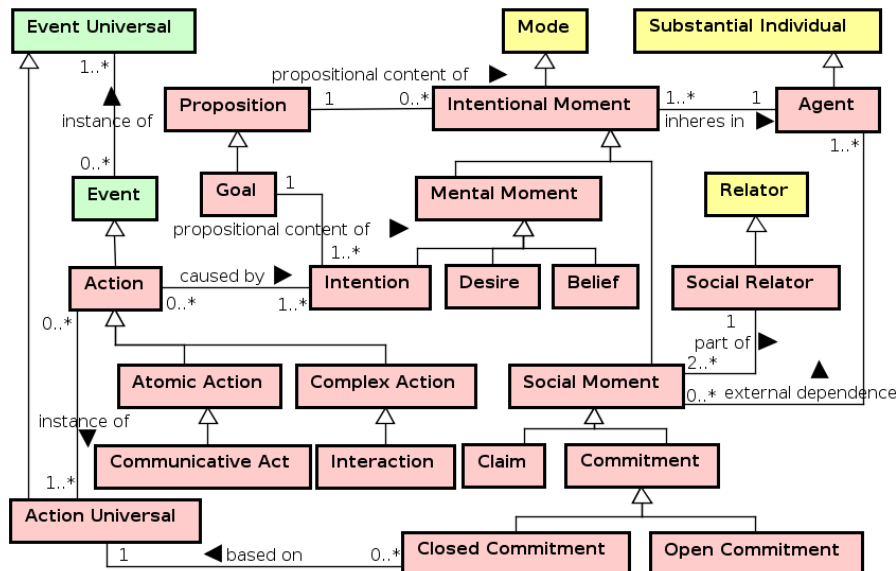 Event Universal
Mode
Substantial Individual
1..*
propositional content of
Proposition
1
0..*
Intentional Moment
1..*
1
Agent
instance of
inheres in
1..*
0..*
Event
Goal
1
Mental Moment
Relator
propositional content of
1..*
Action
caused by
Intention
Desire
Belief
Social Relator
0..*
1..*
0..*
1
part of
Atomic Action
Complex Action
Social Moment
2..*
0..*
external dependence
instance of
Communicative Act
Interaction
Claim
Commitment
1..*
Action Universal
1
based on
0..*
Closed Commitment
Open Commitment